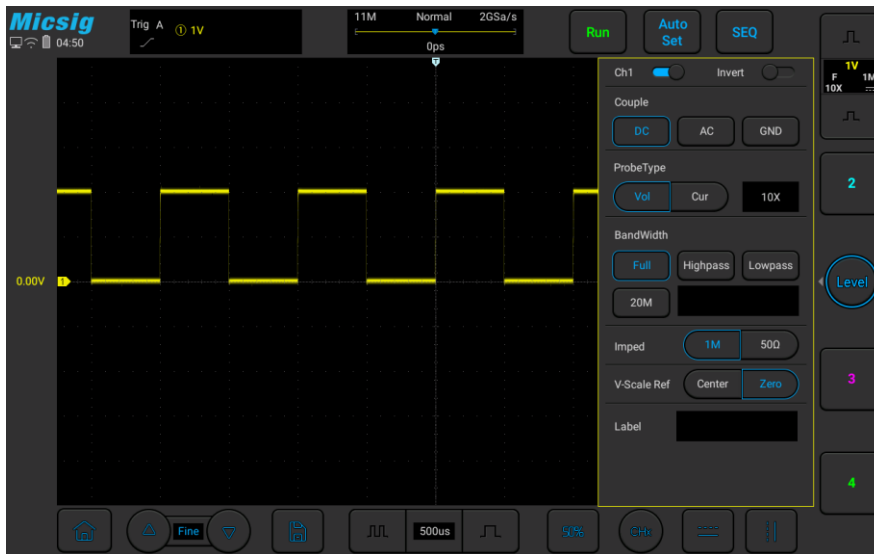 Micsig
04:50
Trig A ① 1V
11M Normal 2GSa/s
0ps
Run
Auto
Set
SEQ
T
Ch1 Invert
Couple
DC AC GND
ProbeType
Vol Cur 10X
BandWidth
Full Highpass Lowpass
20M
Imped 1M 50Ω
V-Scale Ref Center Zero
Label
0.00V 1
1V
F 1M
10X
2
Level
3
4
Fine
500us
50%
CHx